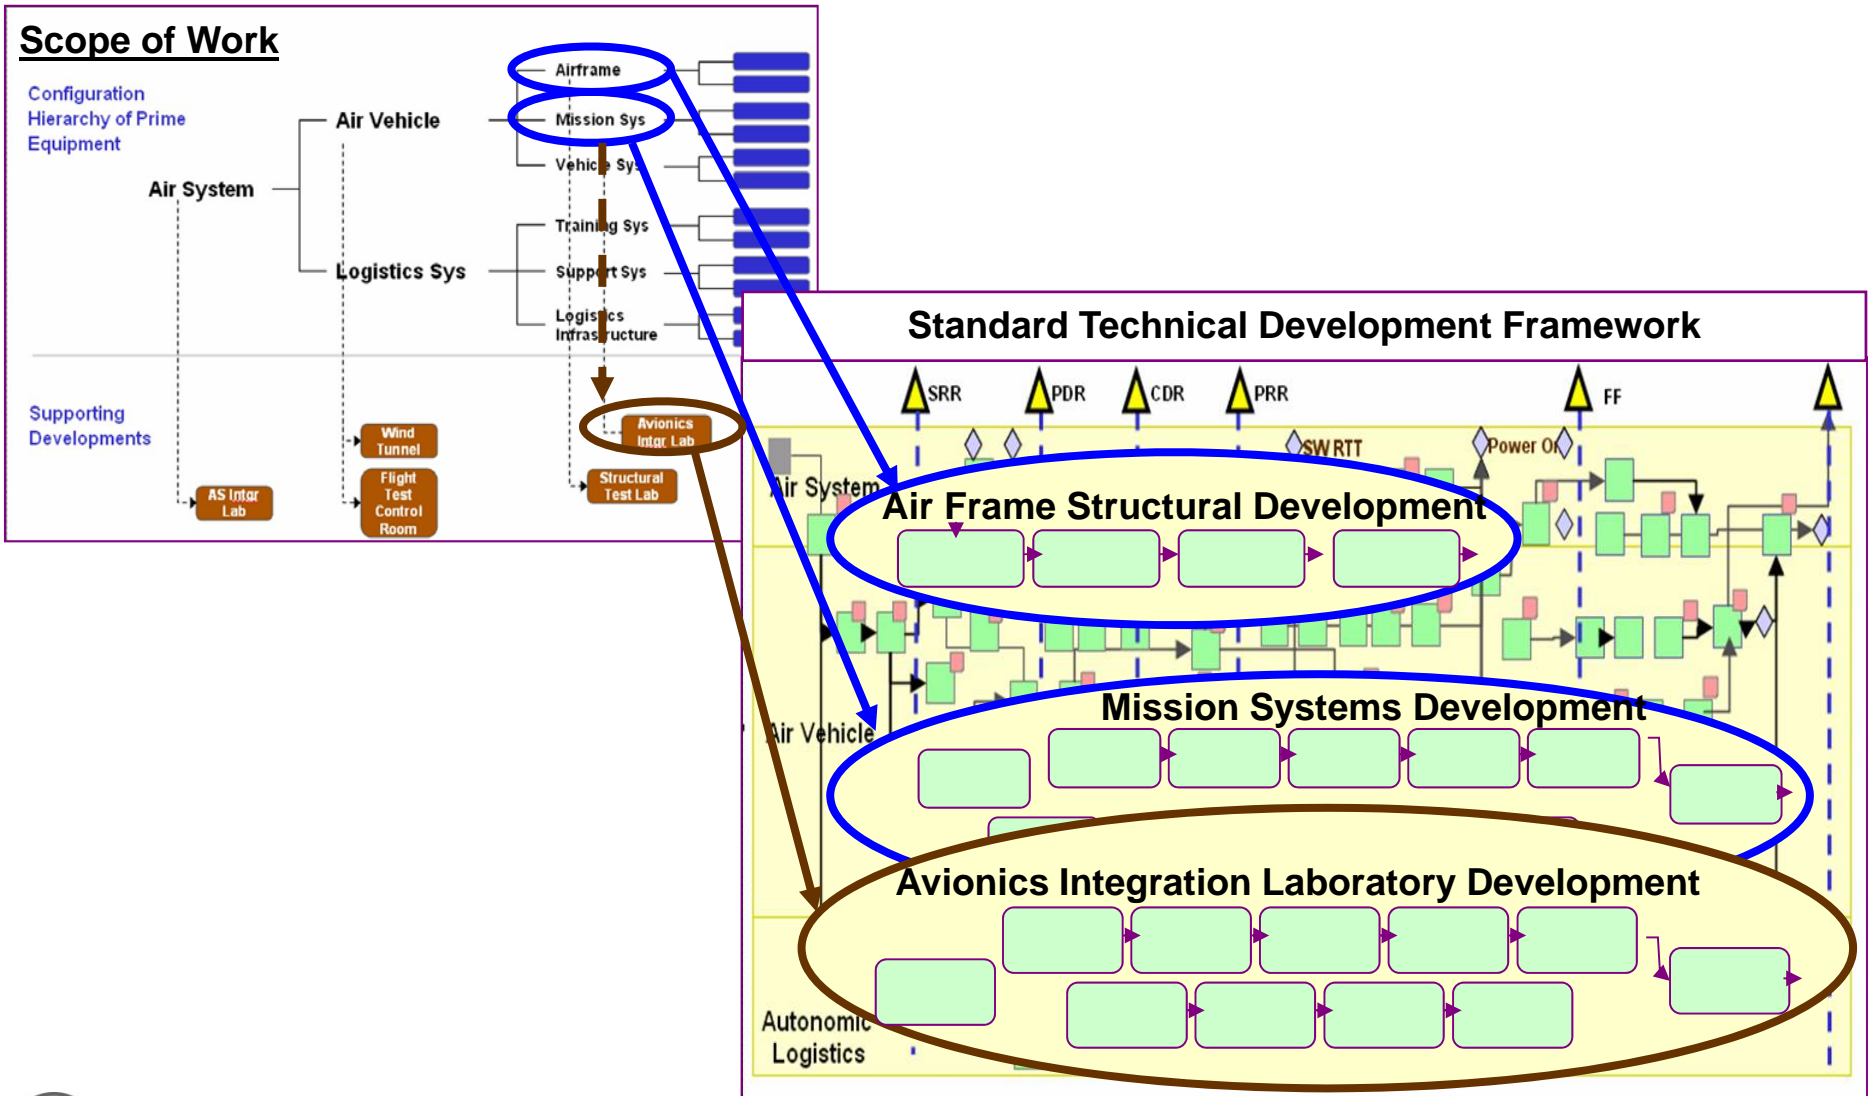 Scope of Work
Configuration
Hierarchy of Prime
Equipment
Air System
Air Vehicle
Logistics Sys
Airframe
Mission Sys
Vehicle Sys
Training Sys
Support Sys
Logistics
Infrastructure
Supporting
Developments
AS Intgr
Lab
Wind
Tunnel
Flight
Test
Control
Room
Structural
Test Lab
Avionics
Intgr Lab
Standard Technical Development Framework
SRR
PDR
CDR
PRR
FF
SW RTT
Power On
Air System
Air Frame Structural Development
Air Vehicle
Mission Systems Development
Avionics Integration Laboratory Development
Autonomic
Logistics